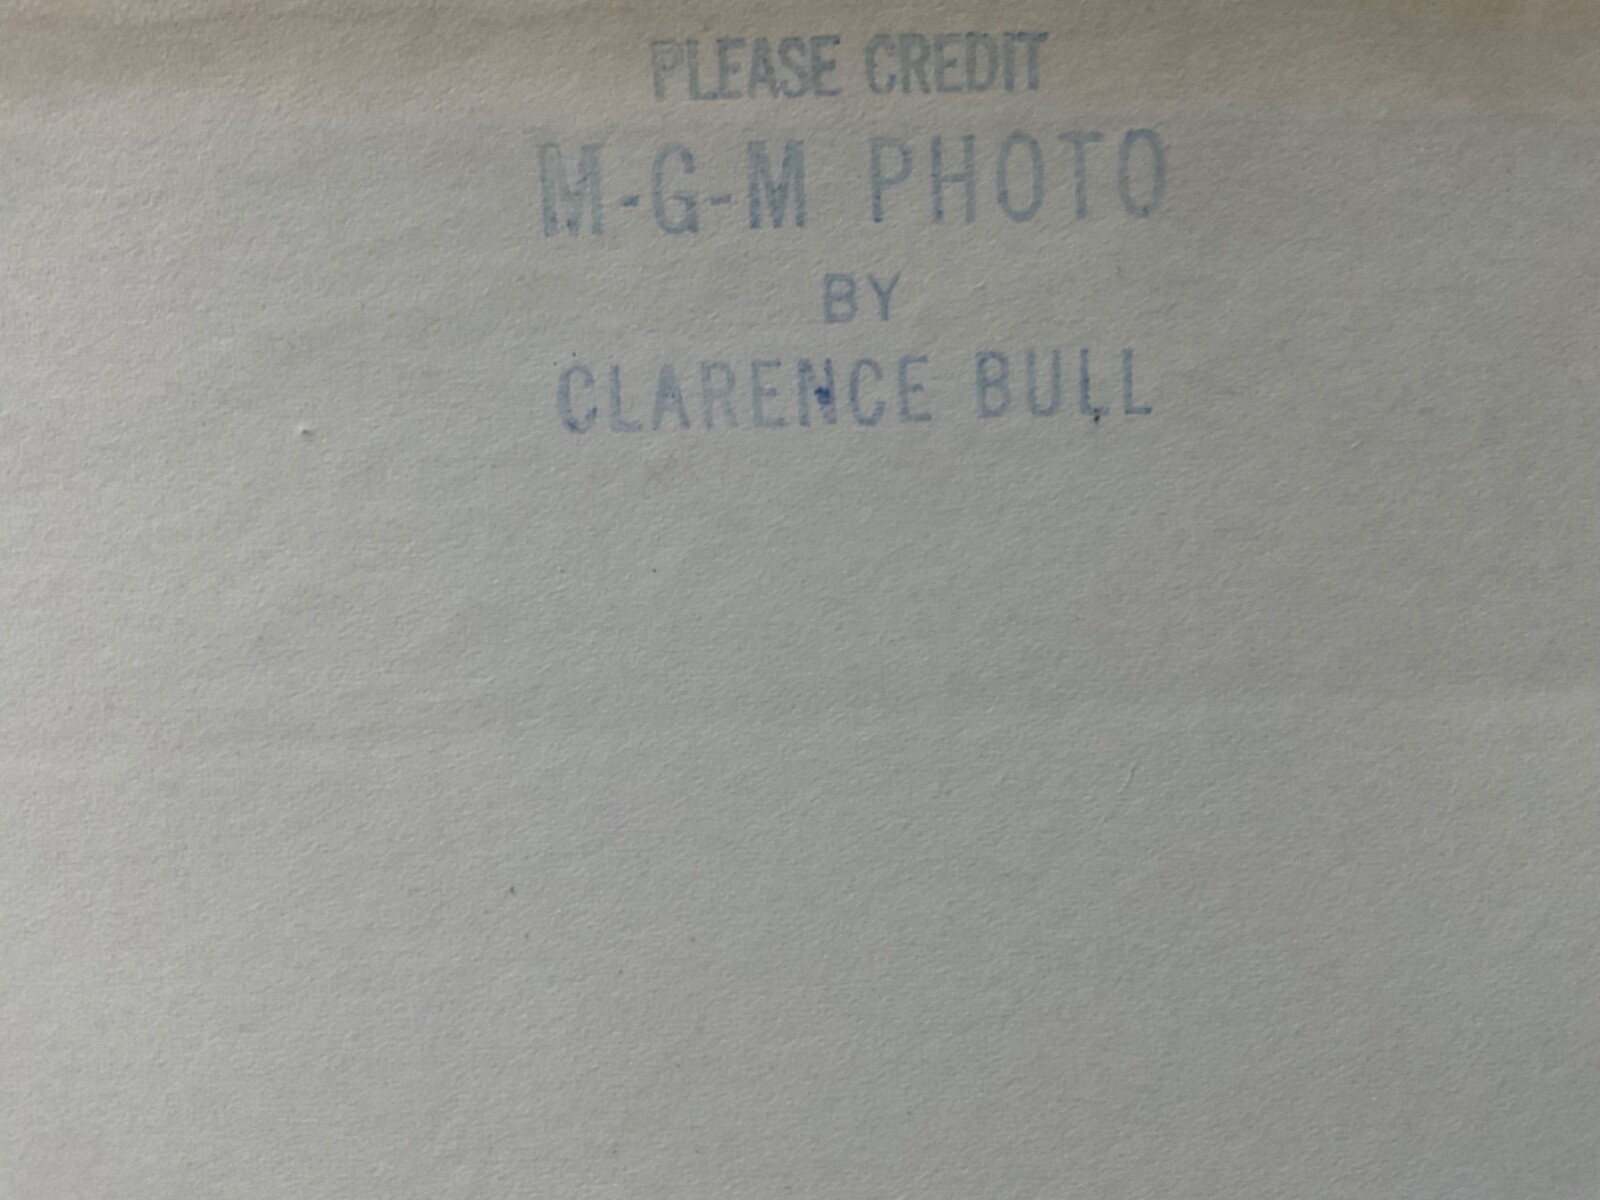 PLEASE CREDIT
M-G-M PHOTO
BY
CLARENCE BULL